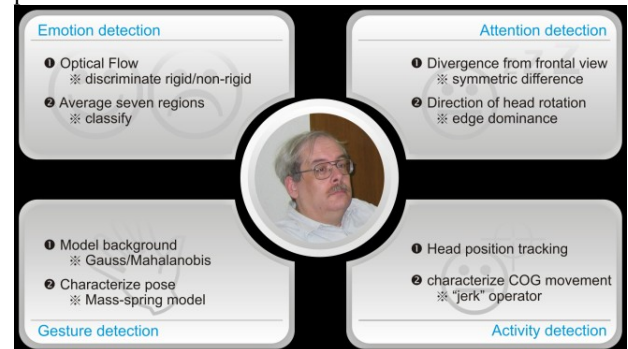 Emotion detection
❶ Optical Flow
※ discriminate rigid/non-rigid
❷ Average seven regions
※ classify
Attention detection
❶ Divergence from frontal view
※ symmetric difference
❷ Direction of head rotation
※ edge dominance
❶ Model background
※ Gauss/Mahalanobis
❷ Characterize pose
※ Mass-spring model
Gesture detection
❶ Head position tracking
❷ characterize COG movement
※ “jerk” operator
Activity detection